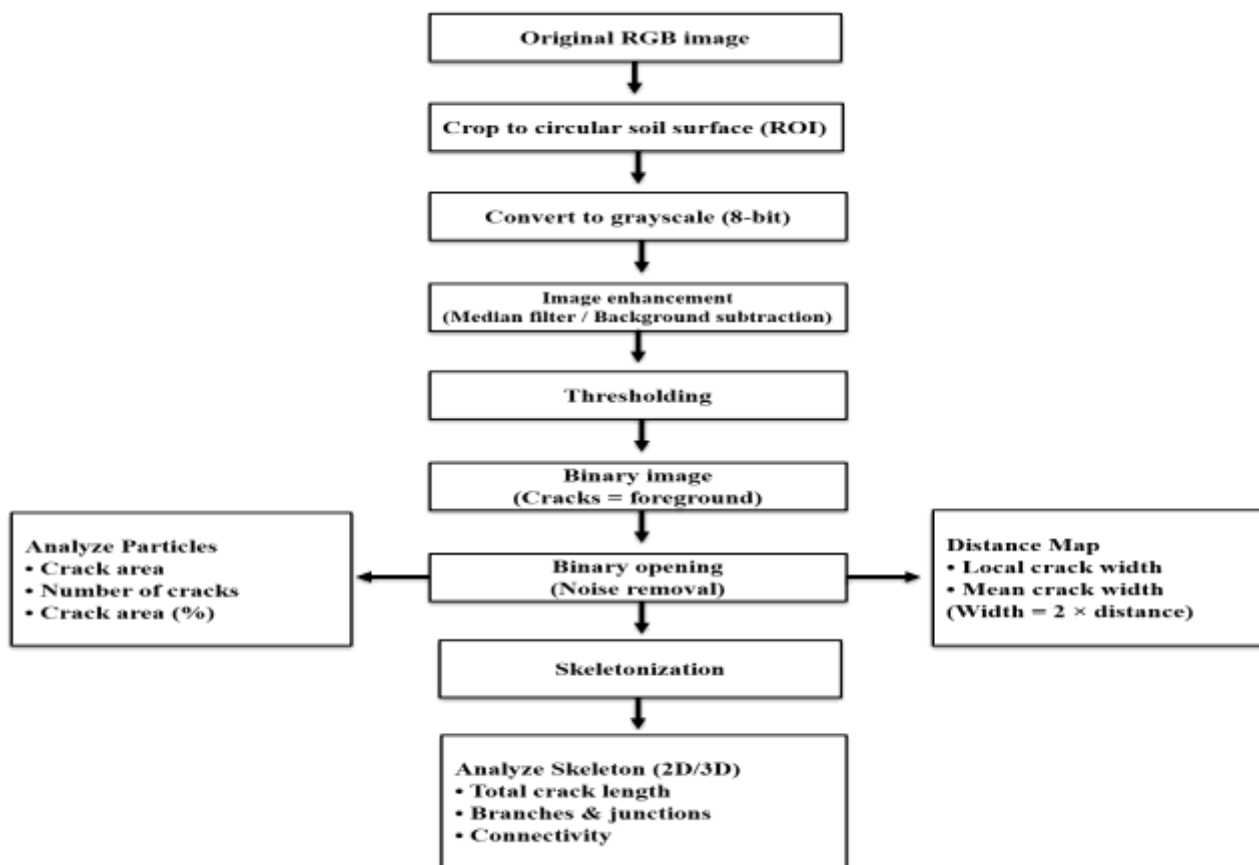 Original RGB image
Crop to circular soil surface (ROI)
Convert to grayscale (8-bit)
Image enhancement
(Median filter / Background subtraction)
Thresholding
Binary image
(Cracks = foreground)
Analyze Particles
• Crack area
• Number of cracks
• Crack area (%)
Binary opening
(Noise removal)
Distance Map
• Local crack width
• Mean crack width
(Width = 2 × distance)
Skeletonization
Analyze Skeleton (2D/3D)
• Total crack length
• Branches & junctions
• Connectivity